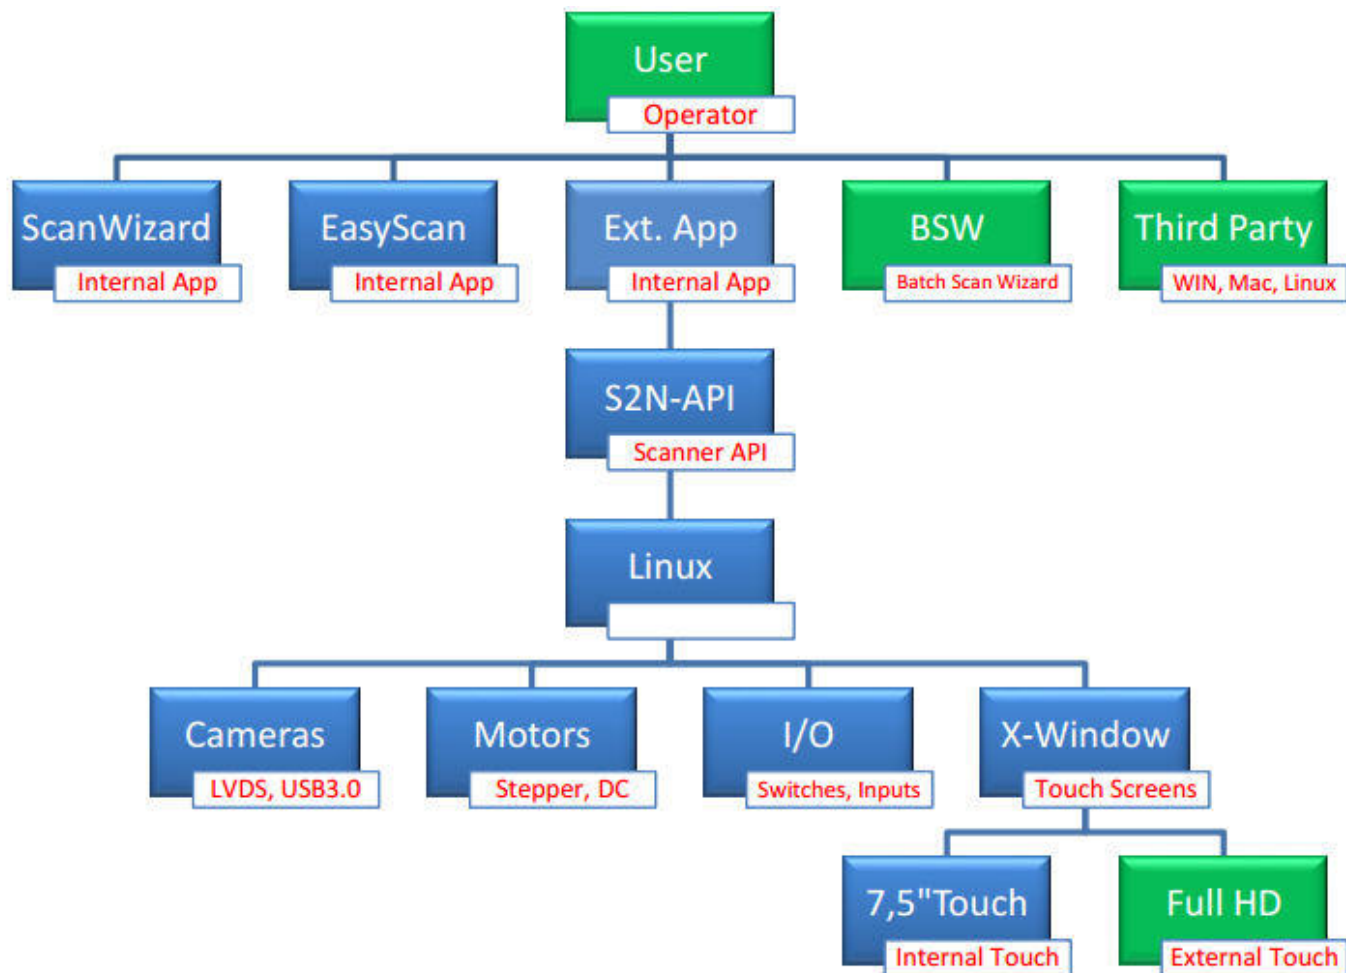 User
Operator
ScanWizard
Internal App
EasyScan
Internal App
Ext. App
Internal App
BSW
Batch Scan Wizard
Third Party
WIN, Mac, Linux
S2N-API
Scanner API
Linux
Cameras
LVDS, USB3.0
Motors
Stepper, DC
I/O
Switches, Inputs
X-Window
Touch Screens
7,5"Touch
Internal Touch
Full HD
External Touch